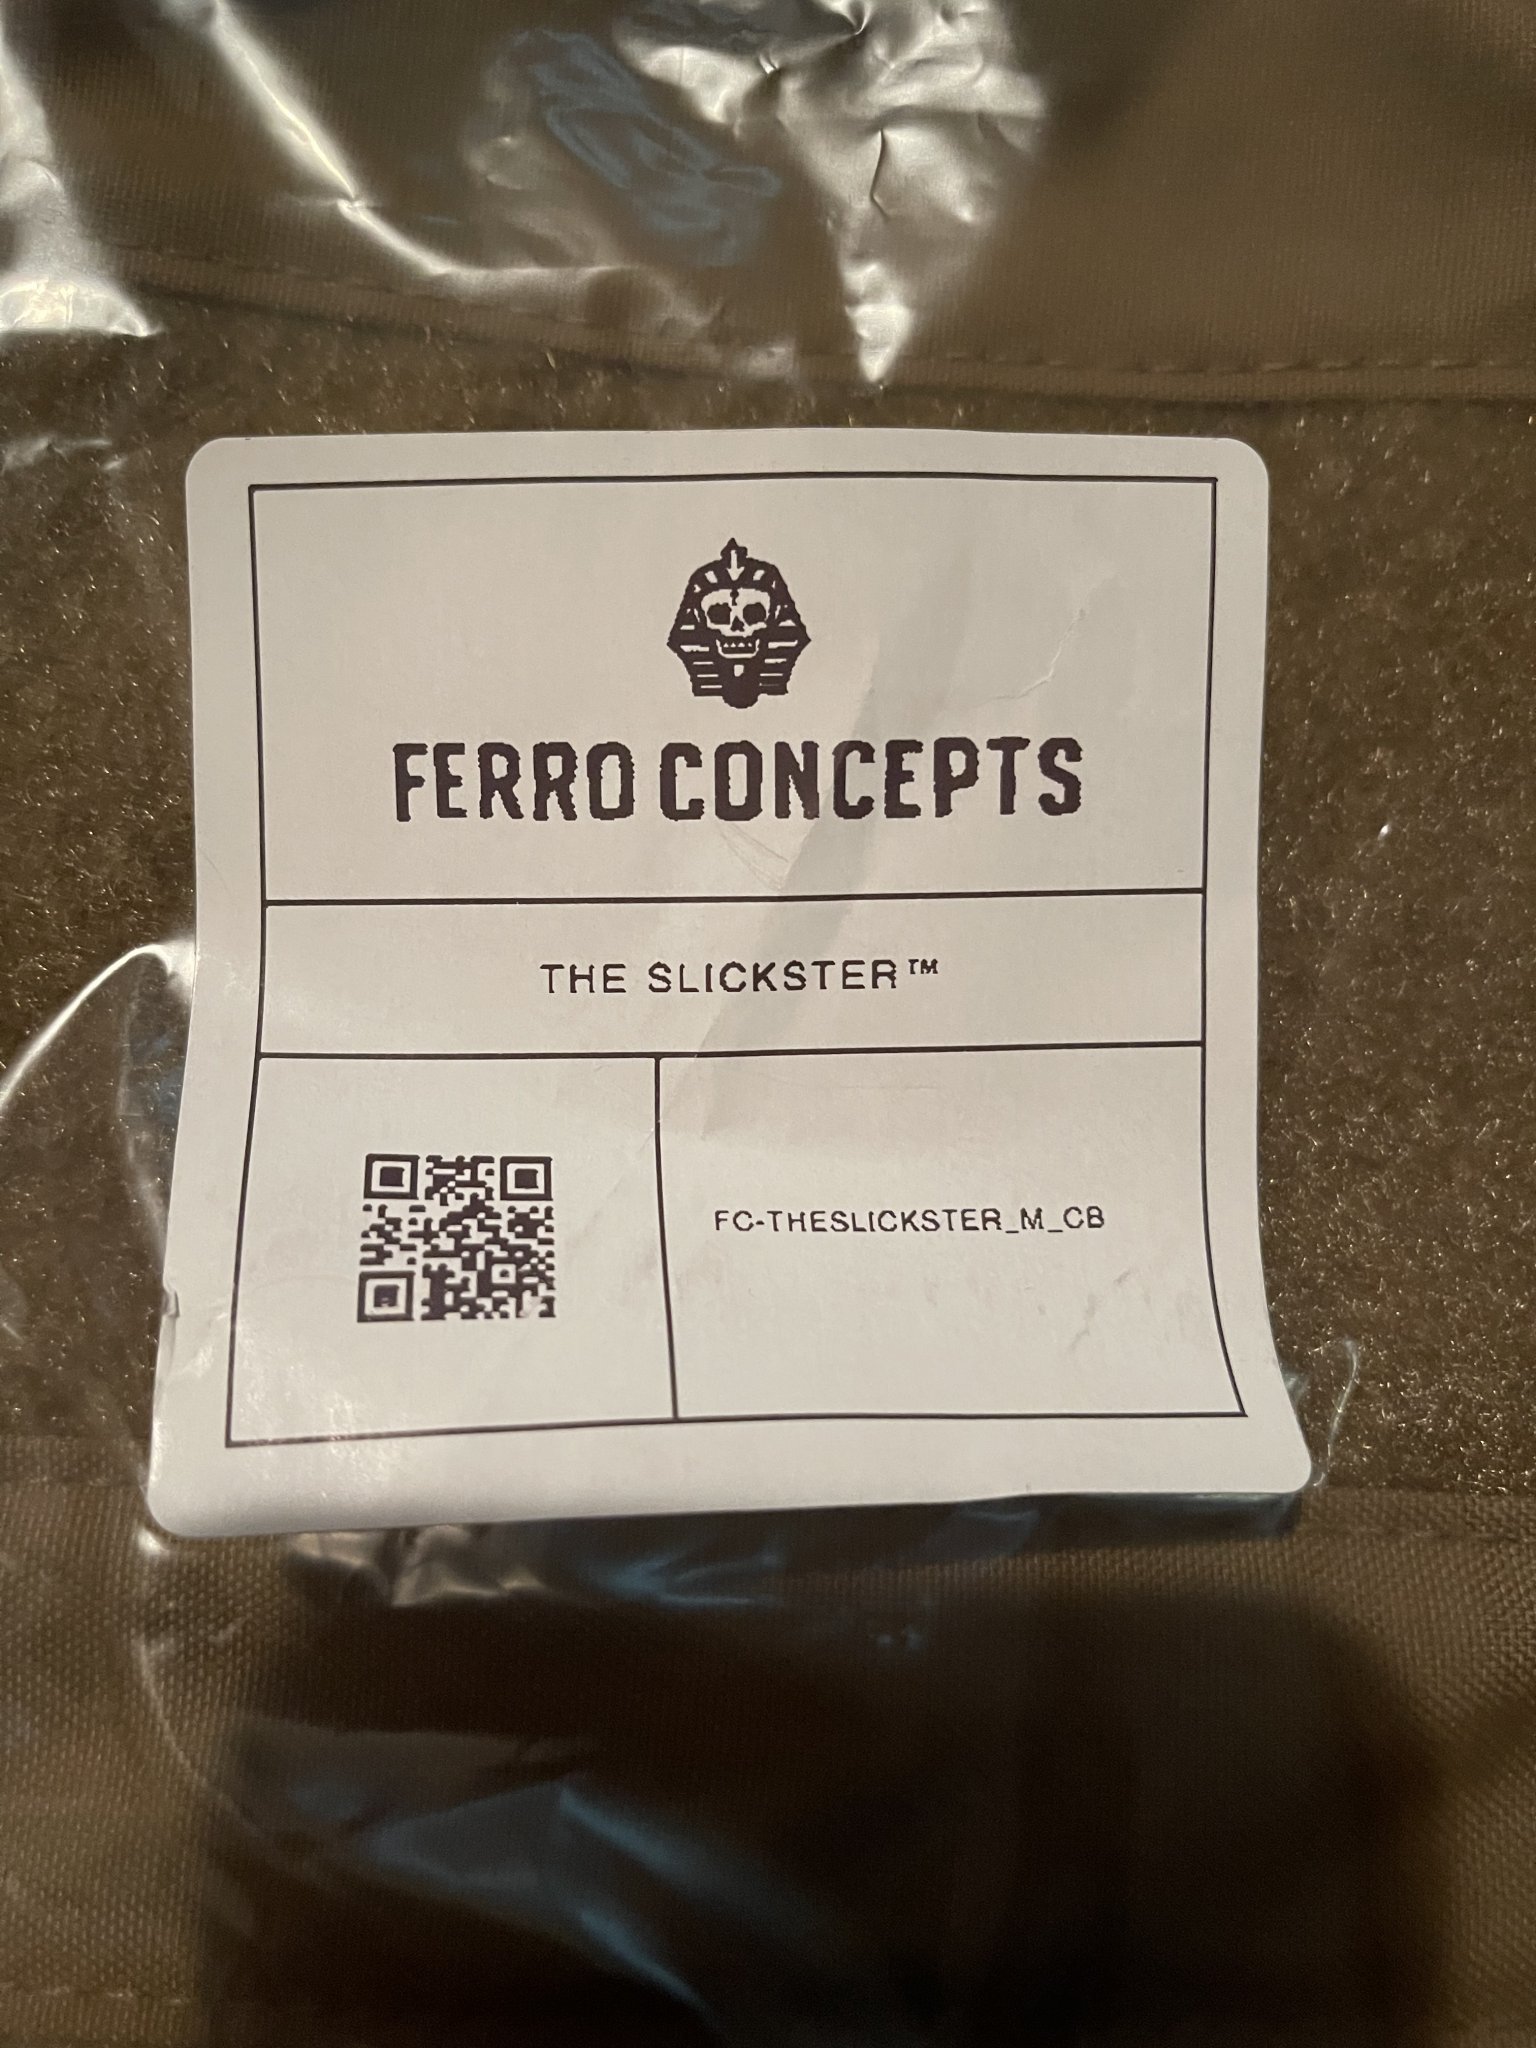 FERRO CONCEPTS
THE SLICKSTER™
FC-THESLICKSTER_M_CB